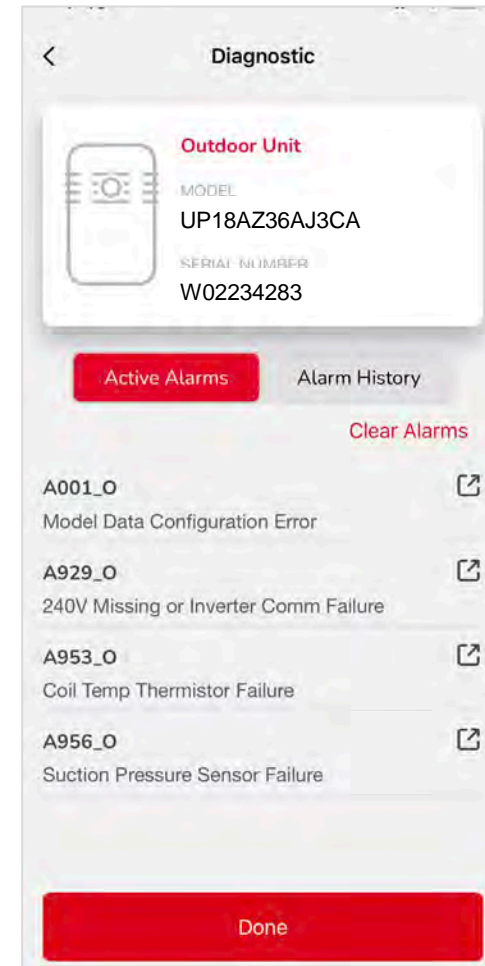 Diagnostic
Outdoor Unit
MODEL
UP18AZ36AJ3CA
SERIAL NUMBER
W02234283
Active Alarms
Alarm History
Clear Alarms
A001_O
Model Data Configuration Error
A929_O
240V Missing or Inverter Comm Failure
A953_O
Coil Temp Thermistor Failure
A956_O
Suction Pressure Sensor Failure
Done